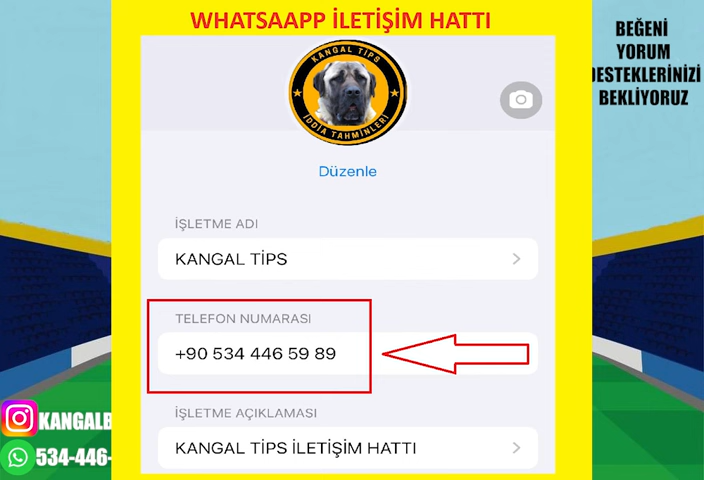 WHATSAAPP İLETİŞİM HATTI
BEĞENİ
YORUM
DESTEKLERİNİZİ
BEKLİYORUZ
KANGAL TİPS
İDDİA TAHMİNLERİ
Düzenle
İŞLETME ADI
KANGAL TİPS
TELEFON NUMARASI
+90 534 446 59 89
İŞLETME AÇIKLAMASI
KANGAL TİPS İLETİŞİM HATTI
KANGALB
534-446-